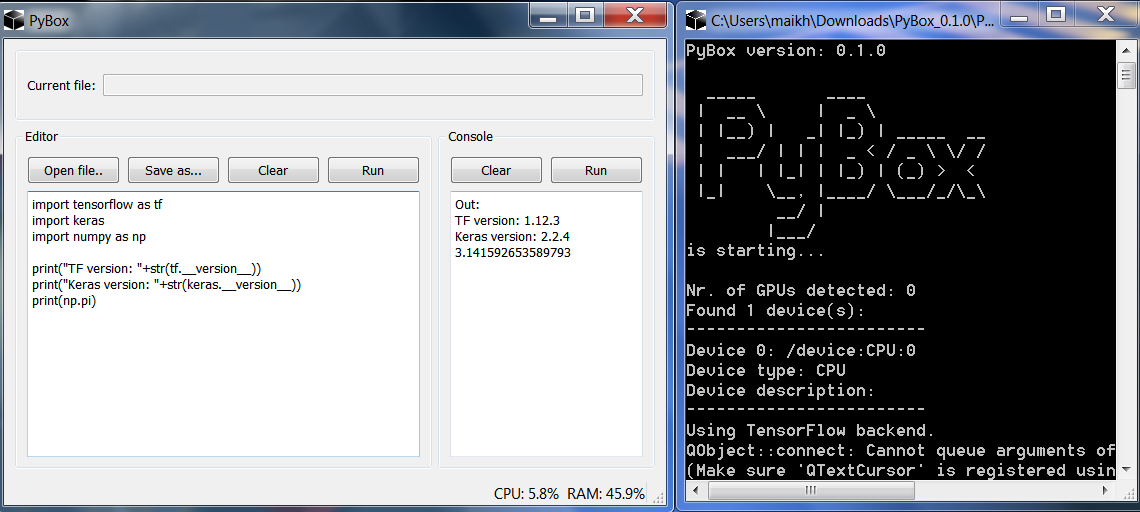 PyBox
Current file:
Editor
Open file..
Save as...
Clear
Run
import tensorflow as tf
import keras
import numpy as np
print("TF version: "+str(tf.__version__))
print("Keras version: "+str(keras.__version__))
print(np.pi)
Console
Clear
Run
Out:
TF version: 1.12.3
Keras version: 2.2.4
3.141592653589793
CPU: 5.8% RAM: 45.9%
C:\Users\maikh\Downloads\PyBox_0.1.0\P...
PyBox version: 0.1.0
PyBox
is starting...
Nr. of GPUs detected: 0
Found 1 device(s):
------------------------
Device 0: /device:CPU:0
Device type: CPU
Device description:
------------------------
Using TensorFlow backend.
QObject::connect: Cannot queue arguments of
(Make sure 'QTextCursor' is registered usin